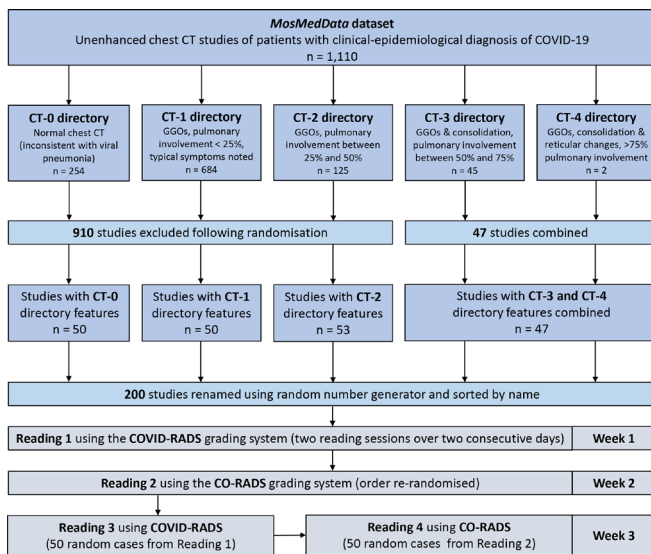 MosMedData dataset
Unenhanced chest CT studies of patients with clinical-epidemiological diagnosis of COVID-19
n = 1,110
CT-0 directory
Normal chest CT
(inconsistent with viral
pneumonia)
n = 254
CT-1 directory
GGOs, pulmonary
involvement < 25%,
typical symptoms noted
n = 684
CT-2 directory
GGOs, pulmonary
involvement between
25% and 50%
n = 125
CT-3 directory
GGOs & consolidation,
pulmonary involvement
between 50% and 75%
n = 45
CT-4 directory
GGOs, consolidation &
reticular changes, >75%
pulmonary involvement
n = 2
910 studies excluded following randomisation
47 studies combined
Studies with CT-0
directory features
n = 50
Studies with CT-1
directory features
n = 50
Studies with CT-2
directory features
n = 53
Studies with CT-3 and CT-4
directory features combined
n = 47
200 studies renamed using random number generator and sorted by name
Reading 1 using the COVID-RADS grading system (two reading sessions over two consecutive days)
Week 1
Reading 2 using the CO-RADS grading system (order re-randomised)
Week 2
Reading 3 using COVID-RADS
(50 random cases from Reading 1)
Reading 4 using CO-RADS
(50 random cases from Reading 2)
Week 3